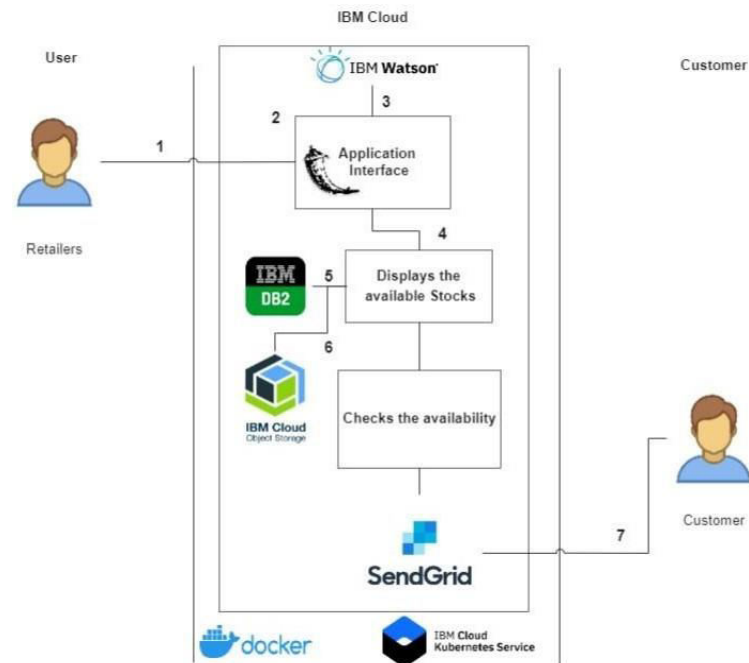 IBM Cloud
User
Customer
IBM Watson
3
2
1
Application
Interface
Retailers
4
IBM
DB2
5
Displays the
available Stocks
6
IBM Cloud
Object Storage
Checks the availability
Customer
7
SendGrid
docker
IBM Cloud
Kubernetes Service